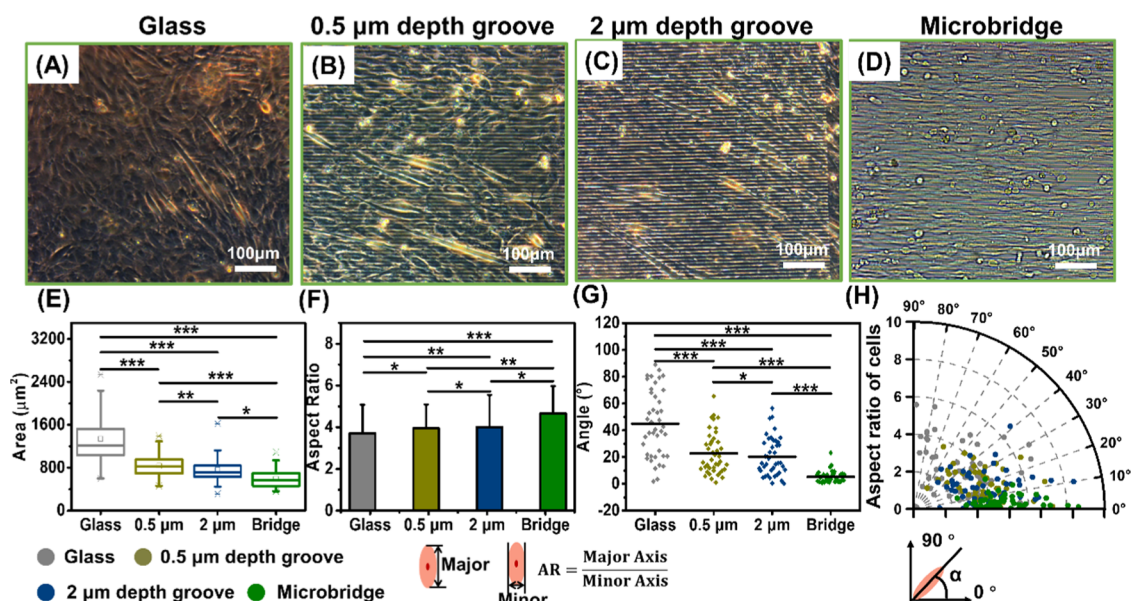 Glass 0.5 µm depth groove 2 µm depth groove Microbridge
(A) (B) (C) (D)
100µm 100µm 100µm 100µm
(E) (F) (G) (H)
Area (µm²)
3200
2400
1600
800
0
*** *** *** *** ** *
Glass 0.5 µm 2 µm Bridge
Aspect Ratio
8
6
4
2
0
*** ** ** * * *
Glass 0.5 µm 2 µm Bridge
Angle (°)
120
100
80
60
40
20
0
-20
*** *** *** *** * ***
Glass 0.5 µm 2 µm Bridge
Aspect ratio of cells
10
8
6
4
2
0
90° 80° 70° 60° 50° 40° 30° 20° 10° 0°
Glass 0.5 µm depth groove
2 µm depth groove Microbridge
Major
Minor
AR = Major Axis
Minor Axis
90 °
α
0 °